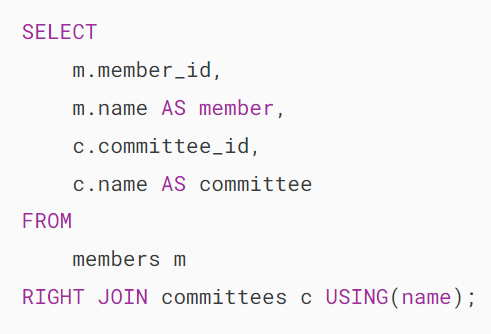 SELECT
    m.member_id,
    m.name AS member,
    c.committee_id,
    c.name AS committee
FROM
    members m
RIGHT JOIN committees c USING(name);